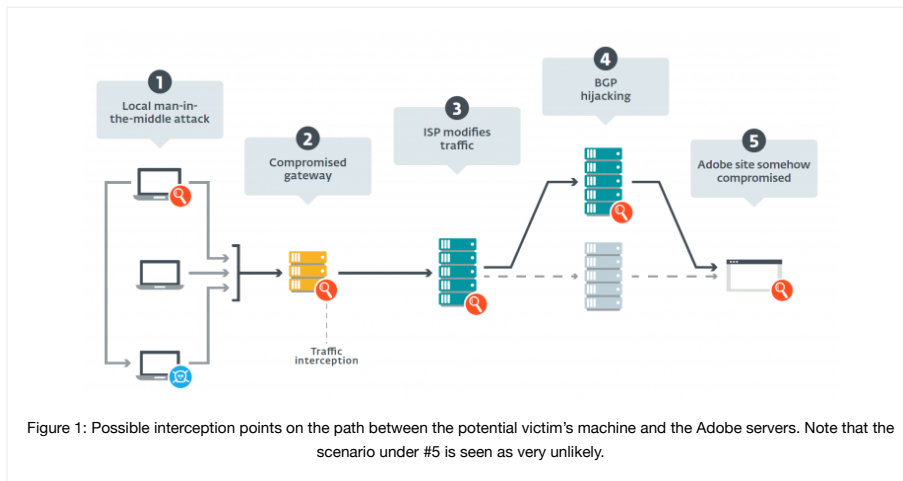 1
Local man-in-
the-middle attack
2
Compromised
gateway
3
ISP modifies
traffic
4
BGP
hijacking
5
Adobe site somehow
compromised
Traffic
interception
Figure 1: Possible interception points on the path between the potential victim’s machine and the Adobe servers. Note that the
scenario under #5 is seen as very unlikely.